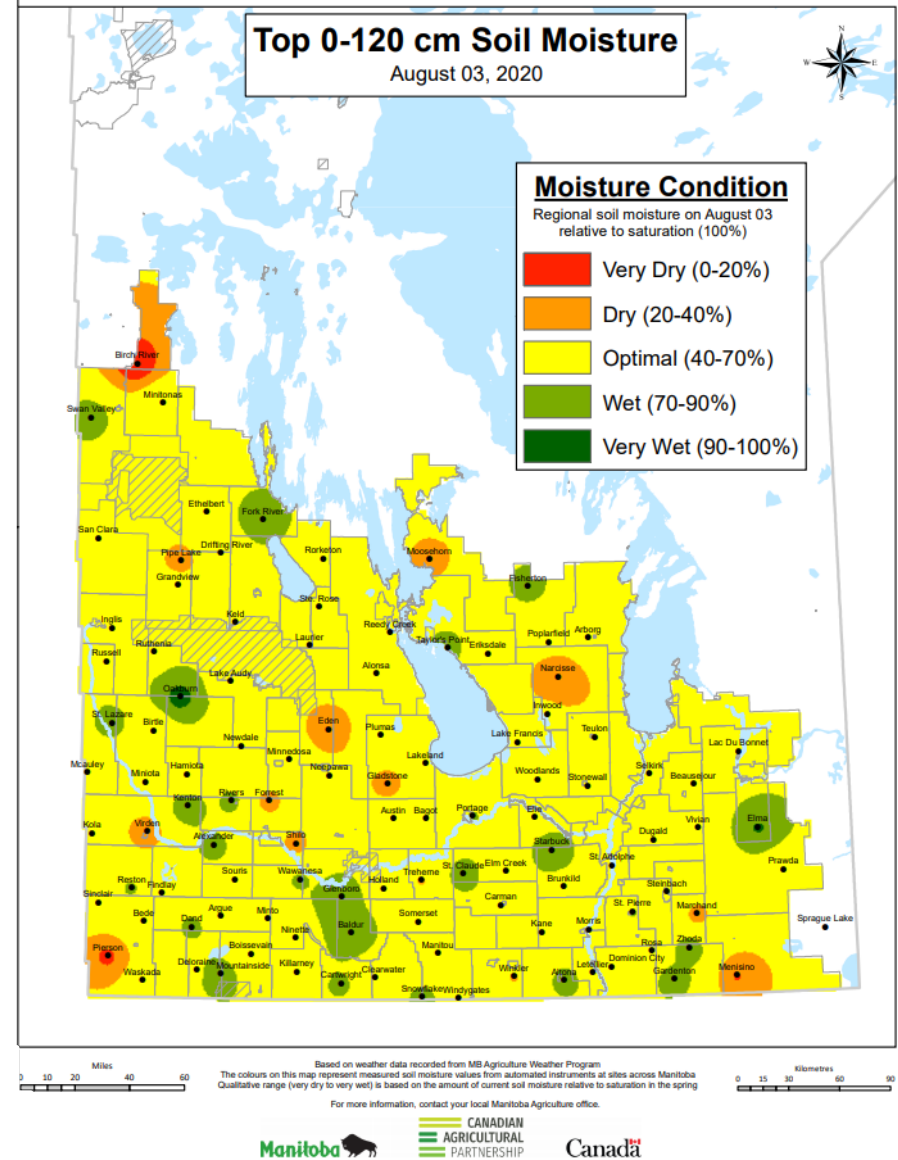 Top 0-120 cm Soil Moisture
August 03, 2020
N
W
E
S
Moisture Condition
Regional soil moisture on August 03
relative to saturation (100%)
Very Dry (0-20%)
Dry (20-40%)
Optimal (40-70%)
Wet (70-90%)
Very Wet (90-100%)
Birch River
Minitonas
Swan Valley
Ethelbert
Fork River
San Clara
Drifting River
Pipe Lake
Rorketon
Moosehorn
Grandview
Fisherton
Ste. Rose
Inglis
Keld
Reedy Creek
Poplarfield
Arborg
Ruthenia
Laurier
Taylor's Point
Eriksdale
Russell
Lake Audy
Alonsa
Narcisse
Oakburn
Inwood
St. Lazare
Birtle
Eden
Plumas
Lake Francis
Teulon
Newdale
Lac Du Bonnet
Minnedosa
Lakeland
Mcauley
Miniota
Hamiota
Neepawa
Gladstone
Woodlands
Stonewall
Selkirk
Beausejour
Kenton
Rivers
Forrest
Austin
Bagot
Portage
Elie
Kola
Virden
Alexander
Shilo
Vivian
Elma
Dugald
Starbuck
St. Adolphe
Prawda
Reston
Findlay
Souris
Wawanesa
Holland
Treherne
St. Claude
Elm Creek
Brunkild
Steinbach
Sinclair
Glenboro
Carman
St. Pierre
Marchand
Bede
Dand
Argue
Minto
Somerset
Kane
Morris
Sprague Lake
Ninette
Baldur
Pierson
Boissevain
Manitou
Rosa
Zhoda
Waskada
Deloraine
Mountainside
Killarney
Cartwright
Clearwater
Winkler
Altona
Letellier
Dominion City
Gardenton
Menisino
Snowflake
Windygates
Miles
0 10 20 40 60
Based on weather data recorded from MB Agriculture Weather Program
The colours on this map represent measured soil moisture values from automated instruments at sites across Manitoba
Qualitative range (very dry to very wet) is based on the amount of current soil moisture relative to saturation in the spring
For more information, contact your local Manitoba Agriculture office.
Kilometres
0 15 30 60 90
Manitoba
CANADIAN
AGRICULTURAL
PARTNERSHIP
Canada